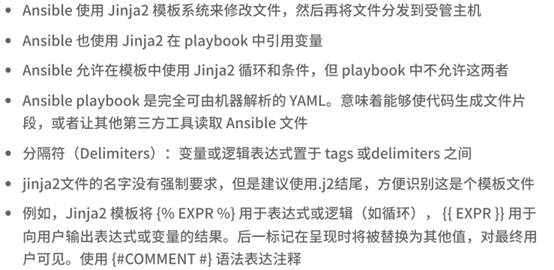 • Ansible 使用 Jinja2 模板系统来修改文件，然后再将文件分发到受管主机
• Ansible 也使用 Jinja2 在 playbook 中引用变量
• Ansible 允许在模板中使用 Jinja2 循环和条件，但 playbook 中不允许这两者
• Ansible playbook 是完全可由机器解析的 YAML。意味着能够使代码生成文件片
段，或者让其他第三方工具读取 Ansible 文件
• 分隔符（Delimiters）：变量或逻辑表达式置于 tags 或delimiters 之间
• jinja2文件的名字没有强制要求，但是建议使用.j2结尾，方便识别这是个模板文件
• 例如，Jinja2 模板将 {% EXPR %} 用于表达式或逻辑（如循环），{{ EXPR }} 用于
向用户输出表达式或变量的结果。后一标记在呈现时将被替换为其他值，对最终用
户可见。使用 {#COMMENT #} 语法表达注释